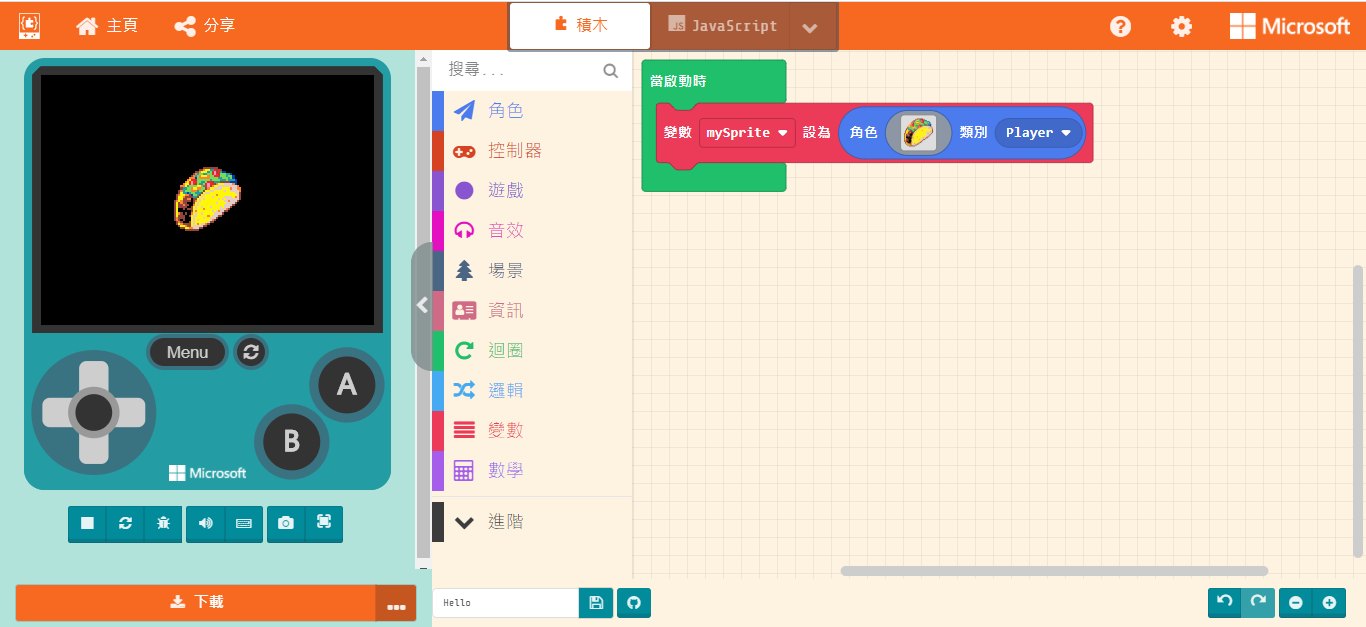 主頁
分享
積木
JavaScript
Microsoft
Menu
A
B
Microsoft
下載
搜尋...
角色
控制器
遊戲
音效
場景
資訊
迴圈
邏輯
變數
數學
進階
當啟動時
變數 mySprite 設為 角色 類別 Player
Hello